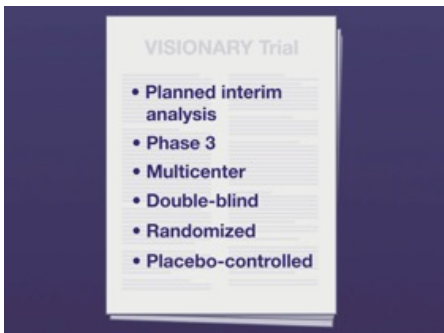 VISIONARY Trial
• Planned interim
analysis
• Phase 3
• Multicenter
• Double-blind
• Randomized
• Placebo-controlled